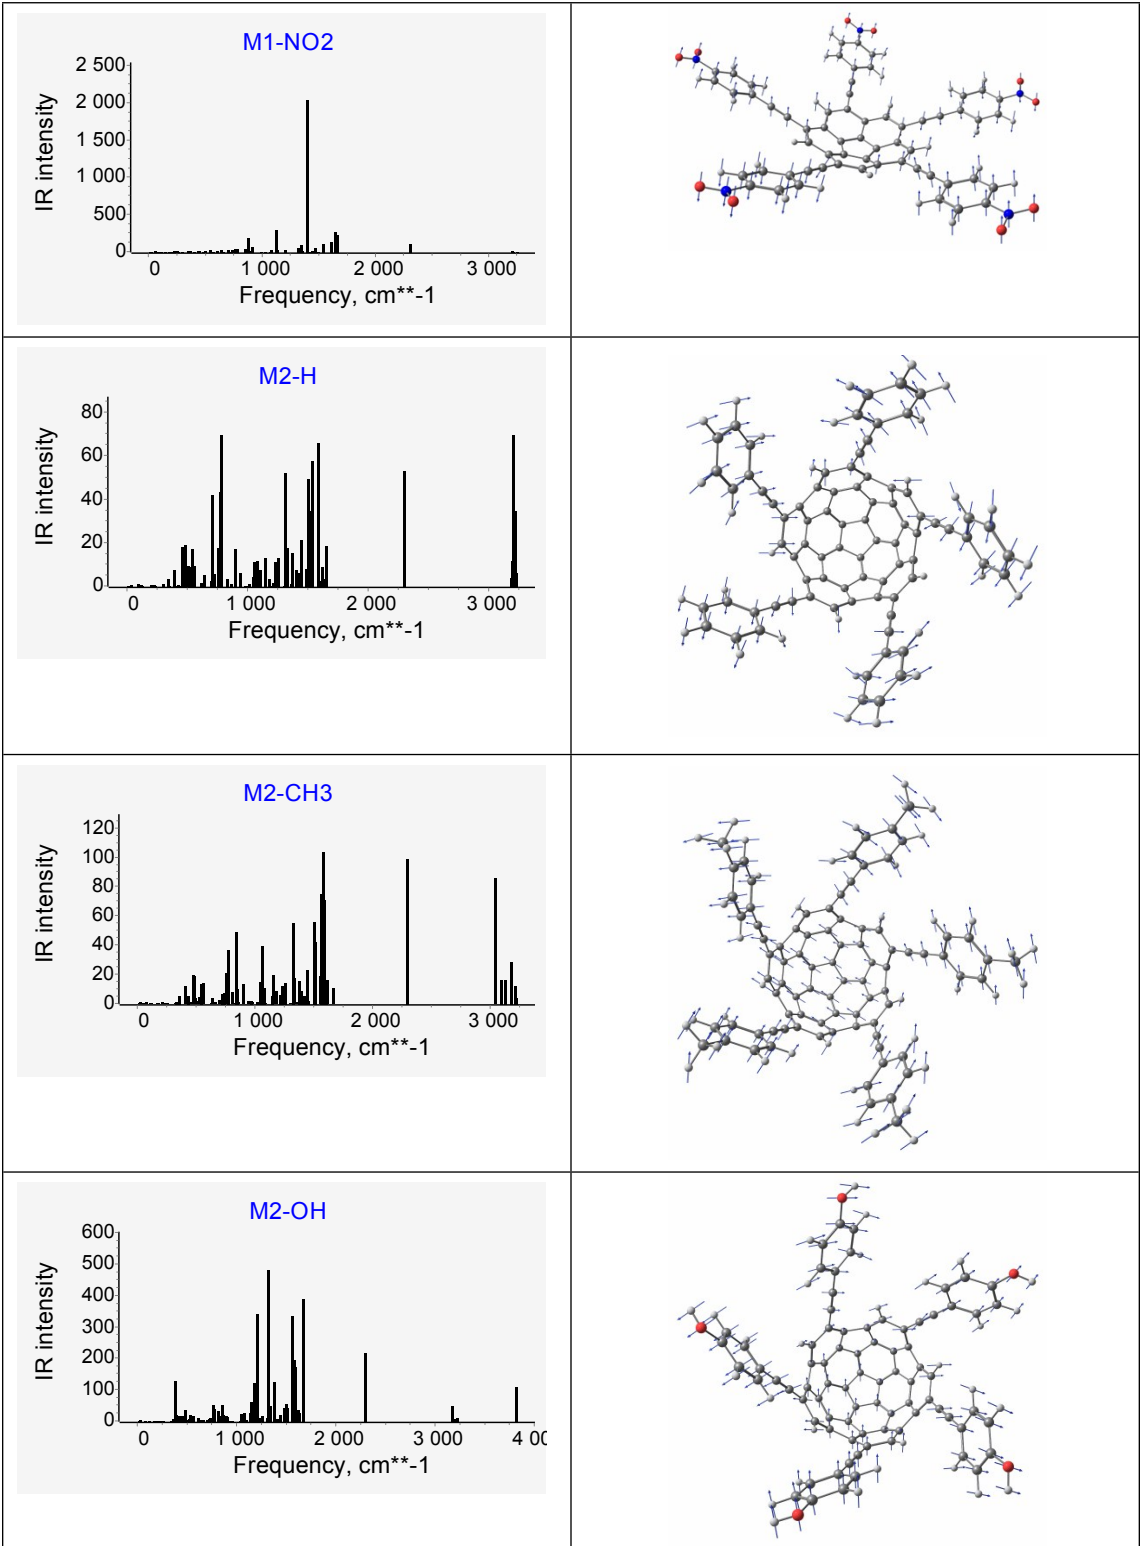 M1-NO2
2 500
2 000
1 500
1 000
500
0
IR intensity
0 1 000 2 000 3 000
Frequency, cm**-1
M2-H
80
60
40
20
0
IR intensity
0 1 000 2 000 3 000
Frequency, cm**-1
M2-CH3
120
100
80
60
40
20
0
IR intensity
0 1 000 2 000 3 000
Frequency, cm**-1
M2-OH
600
500
400
300
200
100
0
IR intensity
0 1 000 2 000 3 000 4 00
Frequency, cm**-1